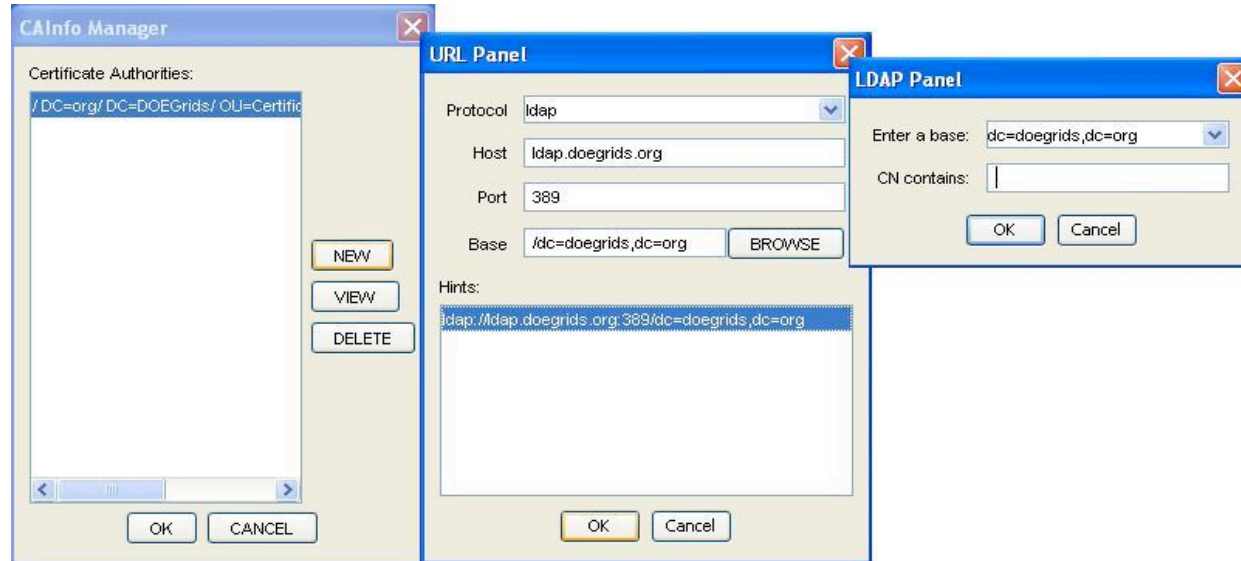 CAInfo Manager
Certificate Authorities:
/ DC=org/ DC=DOEGrids/ OU=Certific
NEW
VIEW
DELETE
OK
CANCEL
URL Panel
Protocol
ldap
Host
ldap.doegrids.org
Port
389
Base
/dc=doegrids,dc=org
BROWSE
Hints:
ldap://ldap.doegrids.org:389/dc=doegrids,dc=org
OK
Cancel
LDAP Panel
Enter a base:
dc=doegrids,dc=org
CN contains:
OK
Cancel